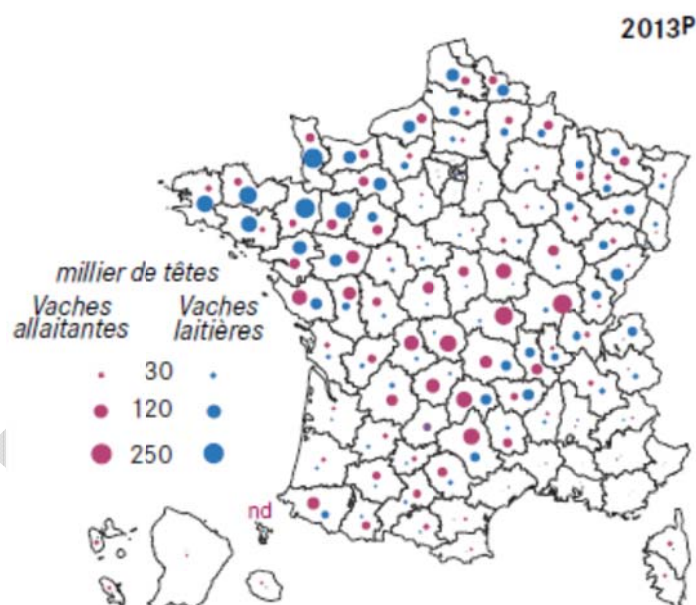 2013P
millier de têtes
Vaches Vaches
allaitantes laitières
30
120
250
nd